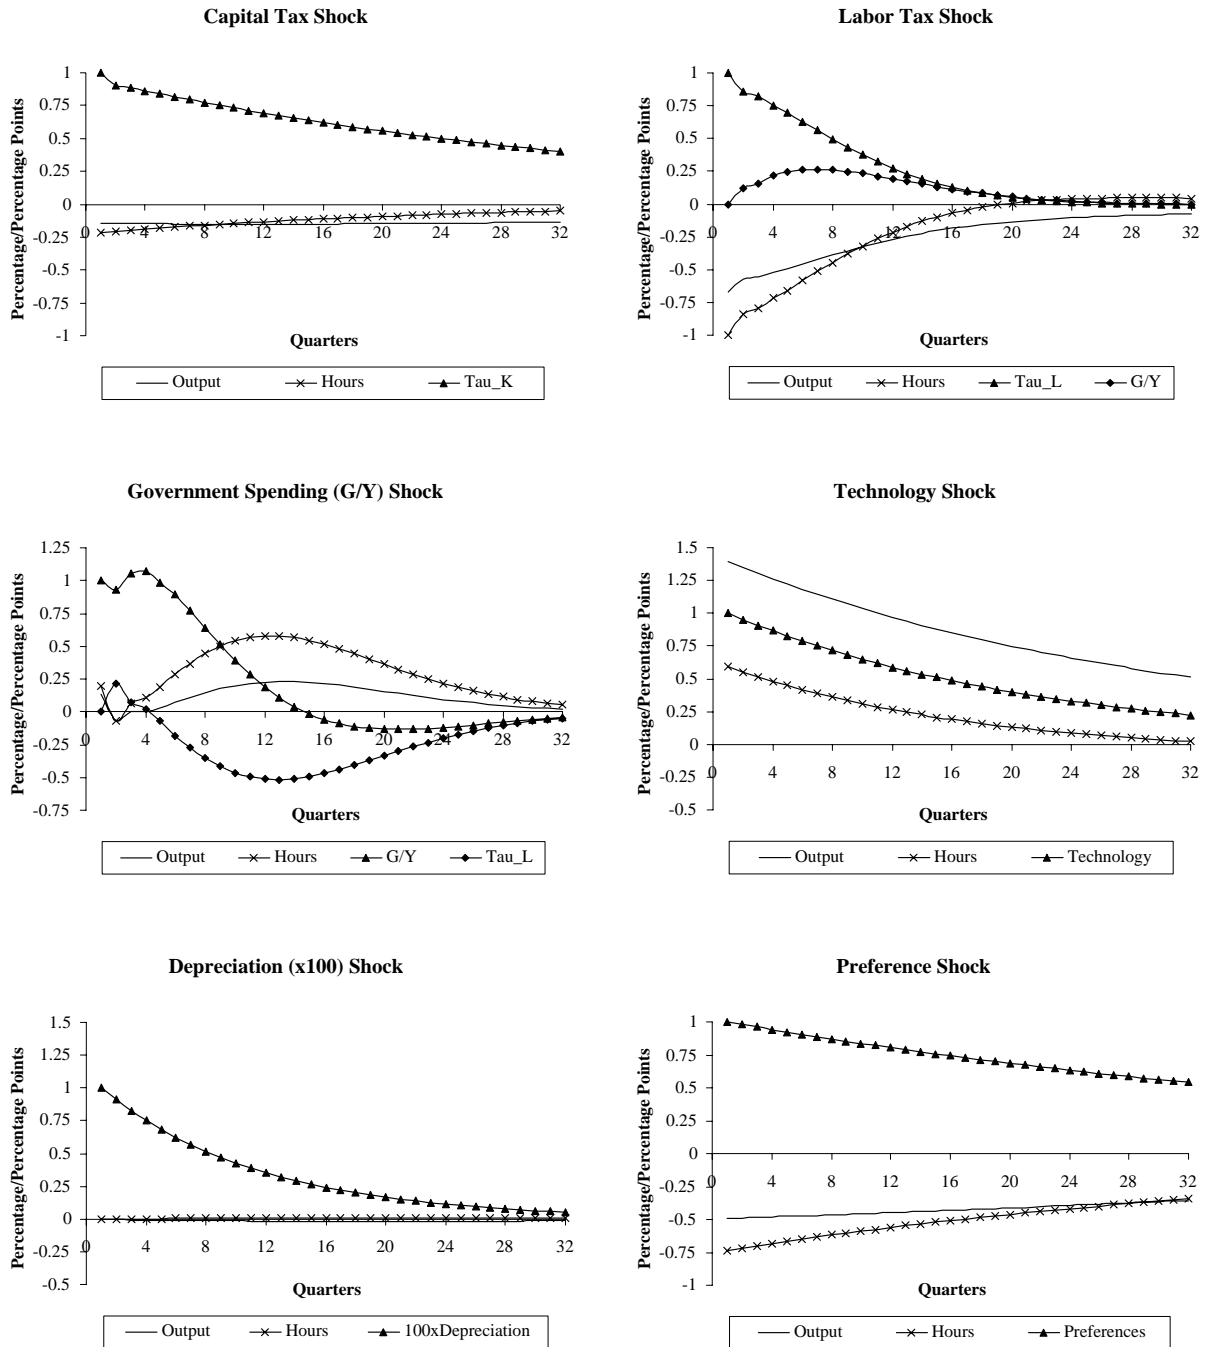 Capital Tax Shock
Percentage/Percentage Points
1
0.75
0.5
0.25
0
-0.25
-0.5
-0.75
-1
0 4 8 12 16 20 24 28 32
Quarters
Output Hours Tau_K
Labor Tax Shock
Percentage/Percentage Points
1
0.75
0.5
0.25
0
-0.25
-0.5
-0.75
-1
0 4 8 12 16 20 24 28 32
Quarters
Output Hours Tau_L G/Y
Government Spending (G/Y) Shock
Percentage/Percentage Points
1.25
1
0.75
0.5
0.25
0
-0.25
-0.5
-0.75
0 4 8 12 16 20 24 28 32
Quarters
Output Hours G/Y Tau_L
Technology Shock
Percentage/Percentage Points
1.5
1.25
1
0.75
0.5
0.25
0
-0.25
-0.5
0 4 8 12 16 20 24 28 32
Quarters
Output Hours Technology
Depreciation (x100) Shock
Percentage/Percentage Points
1.5
1.25
1
0.75
0.5
0.25
0
-0.25
-0.5
0 4 8 12 16 20 24 28 32
Quarters
Output Hours 100xDepreciation
Preference Shock
Percentage/Percentage Points
1
0.75
0.5
0.25
0
-0.25
-0.5
-0.75
-1
0 4 8 12 16 20 24 28 32
Quarters
Output Hours Preferences